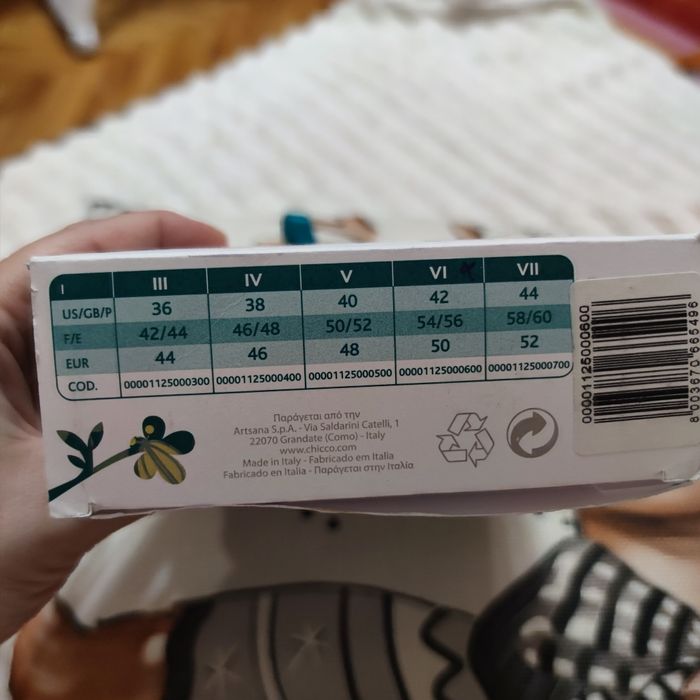 I III IV V VI VII
US/GB/P 36 38 40 42 44
F/E 42/44 46/48 50/52 54/56 58/60
EUR 44 46 48 50 52
COD. 00001125000300 00001125000400 00001125000500 00001125000600 00001125000700
Παράγεται από την
Artsana S.p.A. - Via Saldarini Catelli, 1
22070 Grandate (Como) - Italy
www.chicco.com
Made in Italy - Fabricado em Italia
Fabricado en Italia - Παράγεται στην Ιταλία
00001125000600
8003670665496